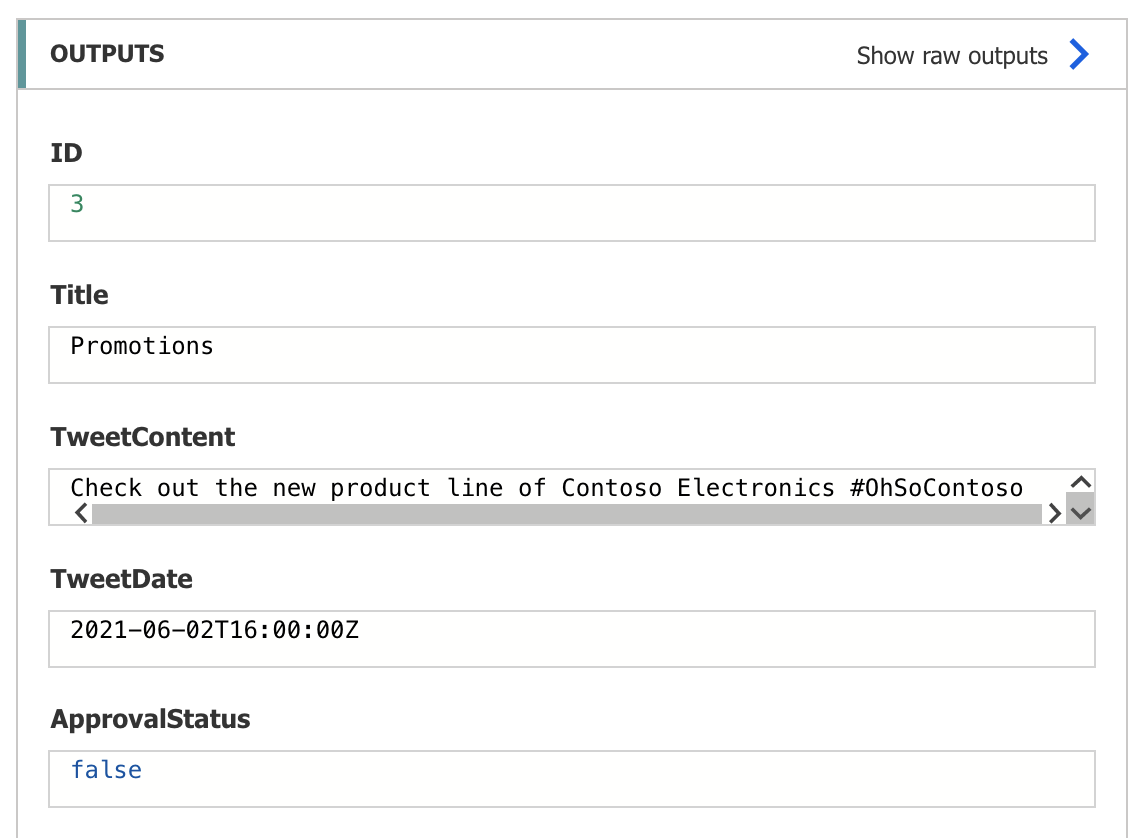 OUTPUTS
Show raw outputs
ID
3
Title
Promotions
TweetContent
Check out the new product line of Contoso Electronics #OhSoContoso
TweetDate
2021-06-02T16:00:00Z
ApprovalStatus
false